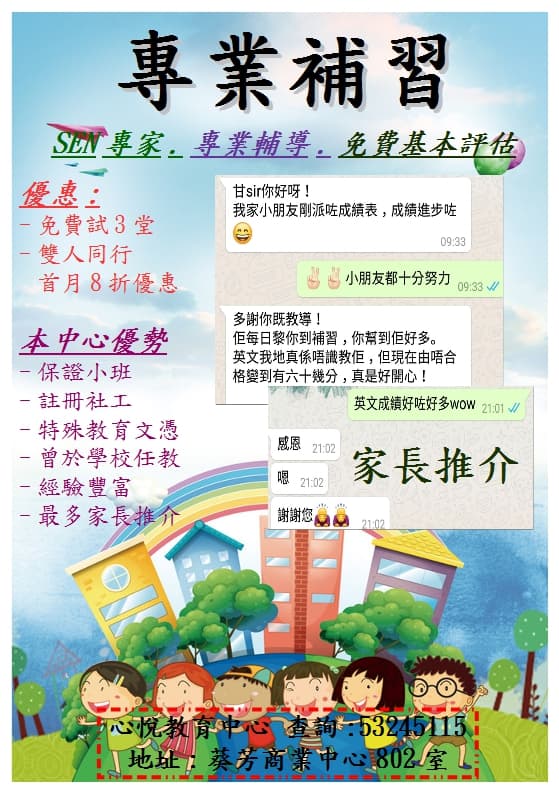 專業補習
SEN專家．專業輔導．免費基本評估
優惠：
- 免費試3堂
- 雙人同行
首月8折優惠
甘sir你好呀！
我家小朋友剛派咗成績表，成績進步咗
😄
09:33
✌🏻✌🏻小朋友都十分努力 09:33
多謝你既教導！
佢每日黎你到補習，你幫到佢好多。
英文我地真係唔識教佢，但現在由唔合
格變到有六十幾分，真是好開心！
英文成績好咗好多wow 21:01
感恩 21:02
嗯 21:02
謝謝您🙇🙇 21:02
家長推介
本中心優勢
- 保證小班
- 註冊社工
- 特殊教育文憑
- 曾於學校任教
- 經驗豐富
- 最多家長推介
心悅教育中心 查詢：53245115
地址：葵芳商業中心802室